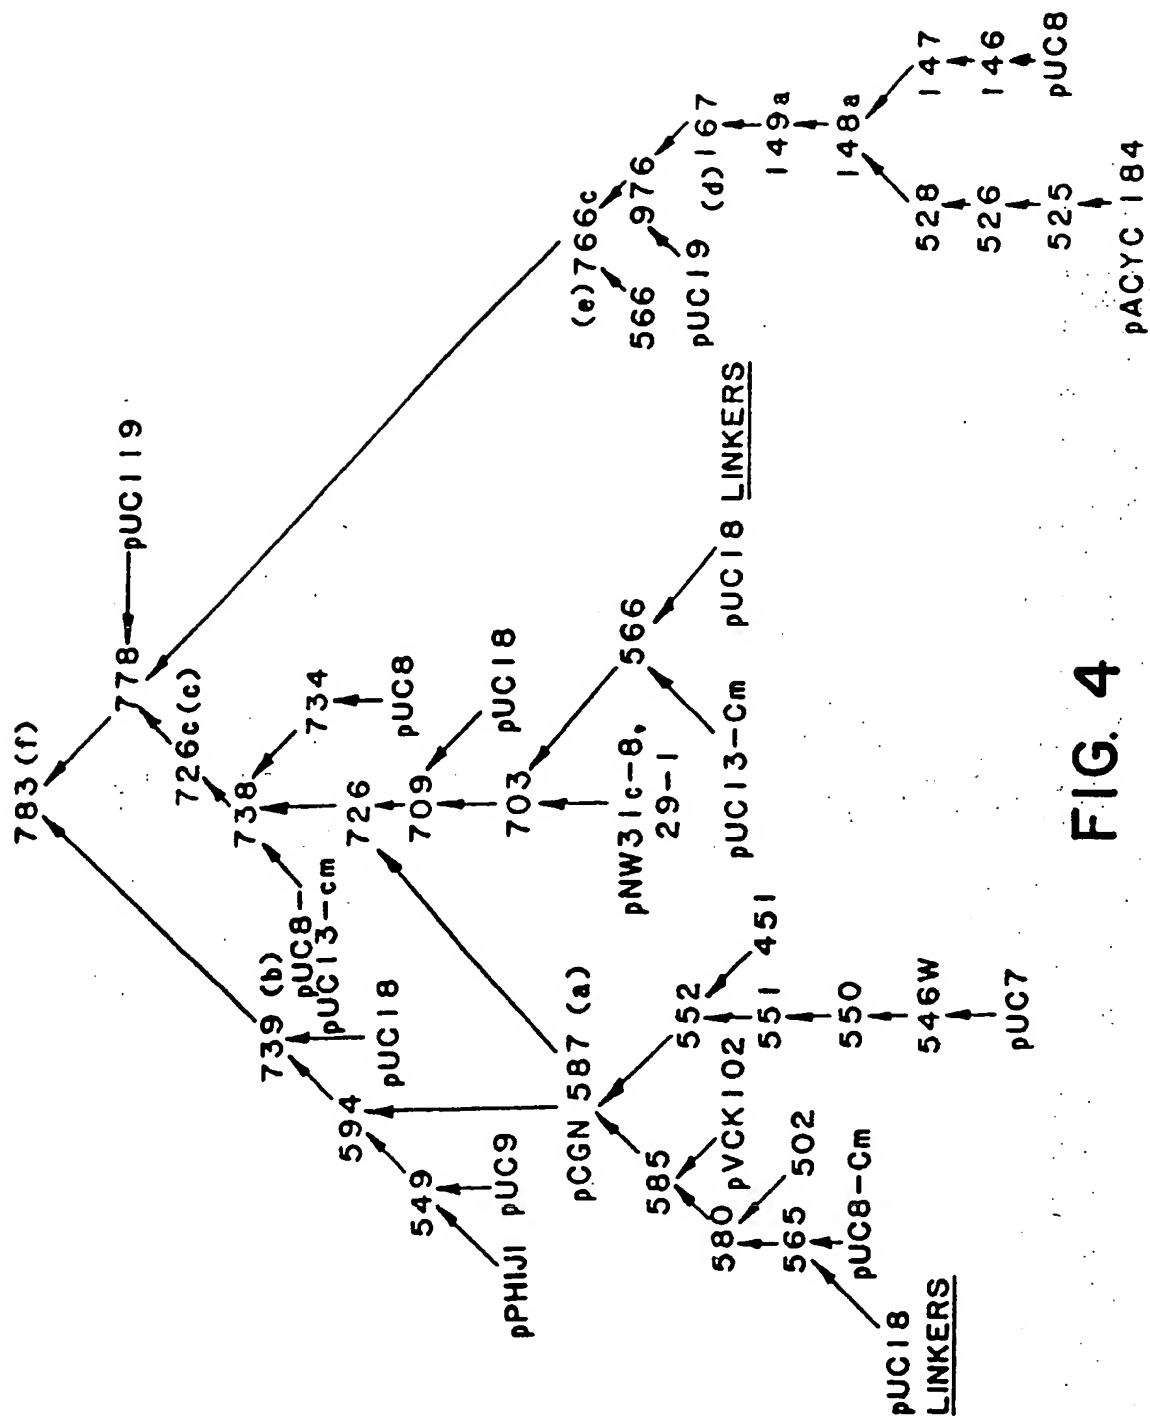 783 (f)
778
pUC119
726c (c)
739 (b)
738
734
pUC8-
pUC13-cm
pUC18
594
726
pUC8
549
709
pUC18
pPHIJI
pUC9
703
pCGN 587 (a)
(e) 766c
566
976
pUC19
(d) 167
pNW31c-8,
29-1
566
585
552
pVCK102
451
580
502
551
pUC13-Cm
pUC18 LINKERS
149a
565
pUC8-Cm
550
148a
pUC18
LINKERS
546W
528
147
526
146
pUC7
525
pUC8
pACYC 184
FIG. 4